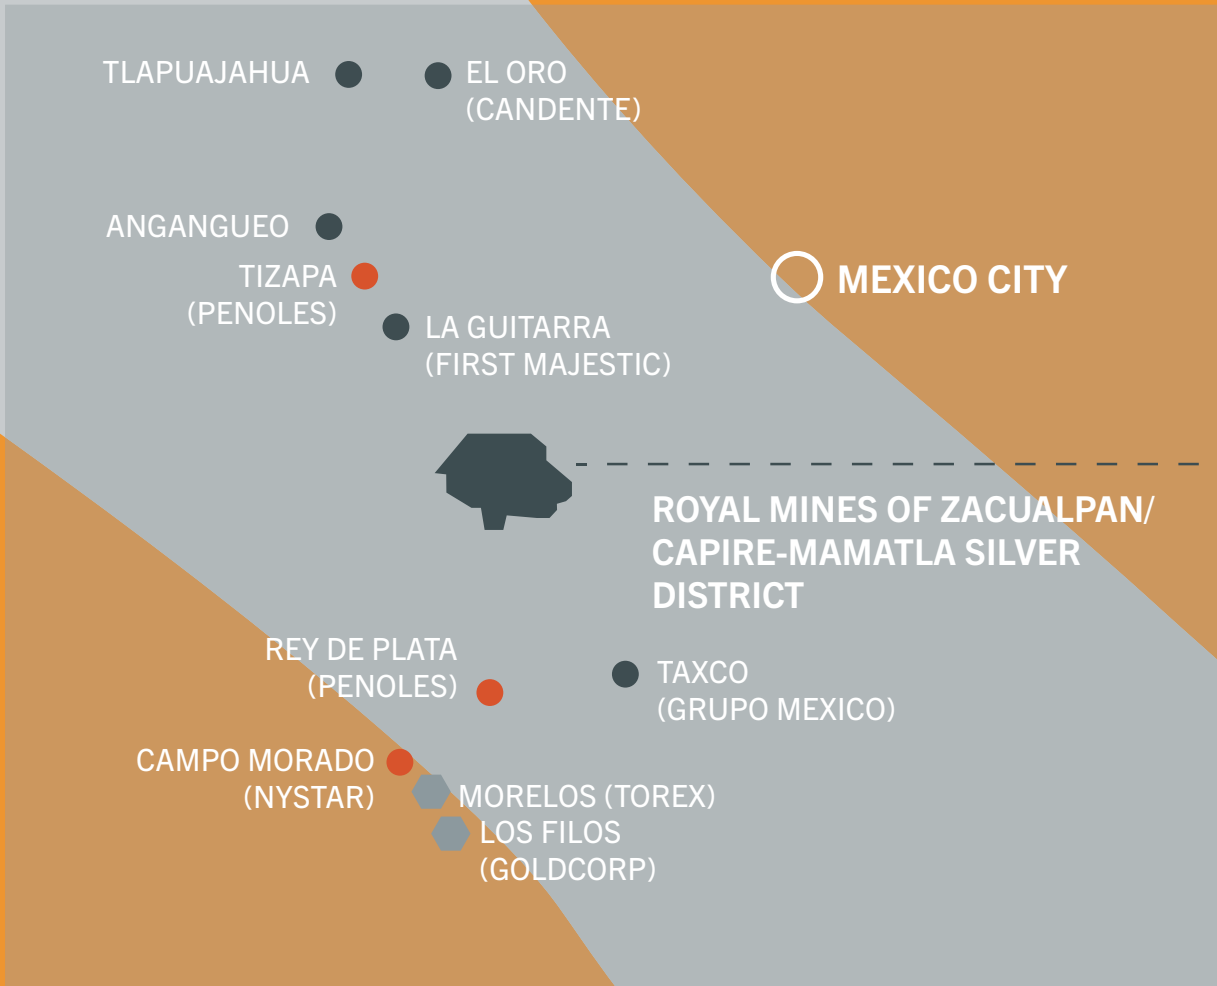 TLAPUAJAHUA
EL ORO
(CANDENTE)
ANGANGUEO
TIZAPA
(PENOLES)
MEXICO CITY
LA GUITARRA
(FIRST MAJESTIC)
ROYAL MINES OF ZACUALPAN/
CAPIRE-MAMATLA SILVER
DISTRICT
REY DE PLATA
(PENOLES)
TAXCO
(GRUPO MEXICO)
CAMPO MORADO
(NYSTAR)
MORELOS (TOREX)
LOS FILOS
(GOLDCORP)